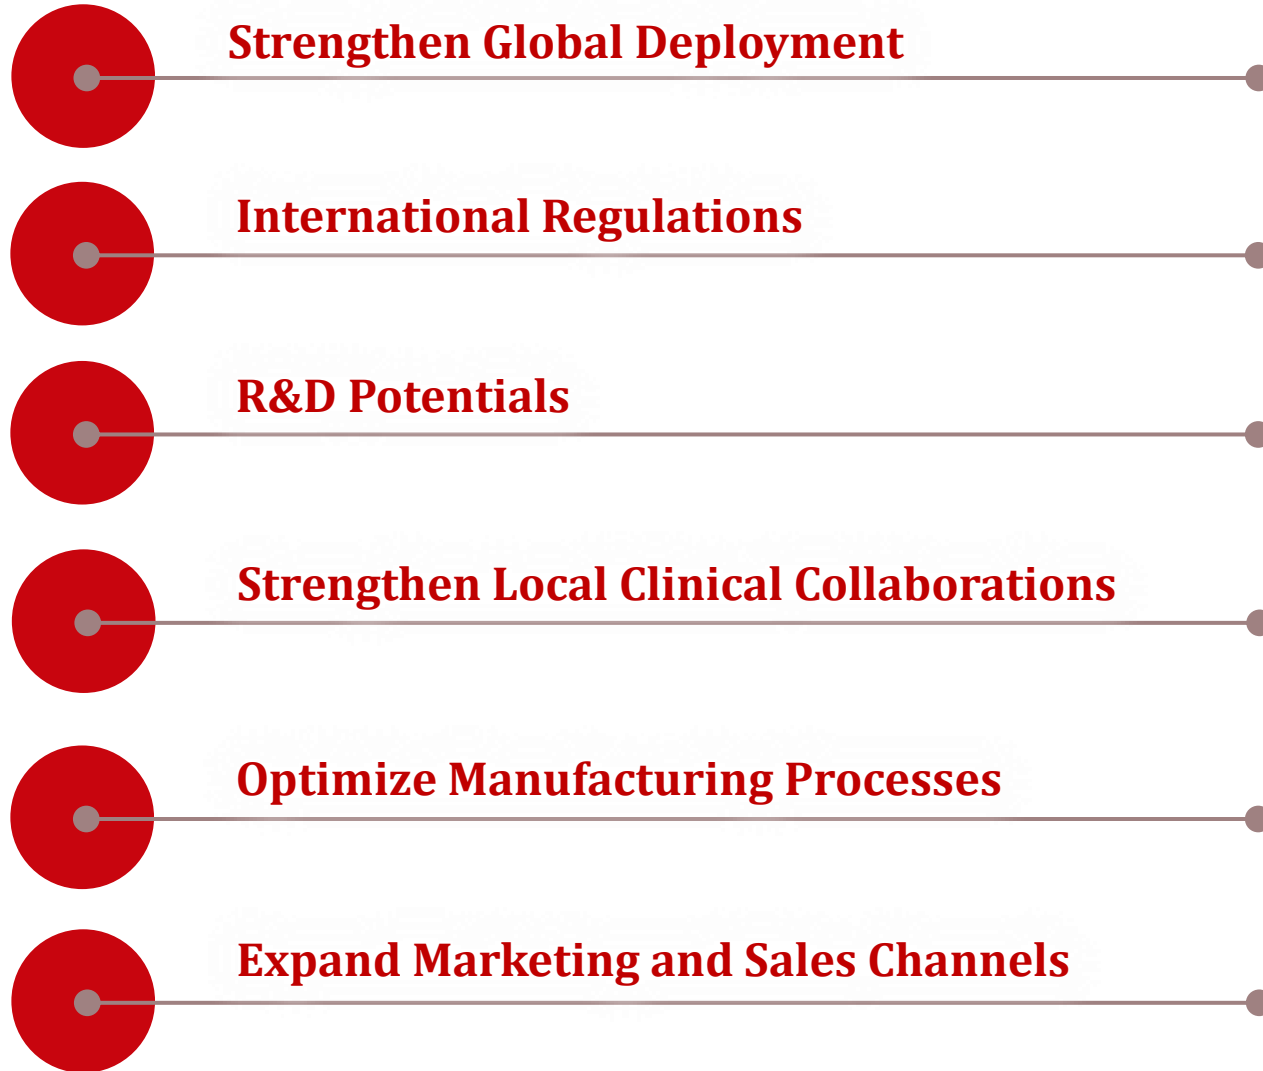 Strengthen Global Deployment
International Regulations
R&D Potentials
Strengthen Local Clinical Collaborations
Optimize Manufacturing Processes
Expand Marketing and Sales Channels